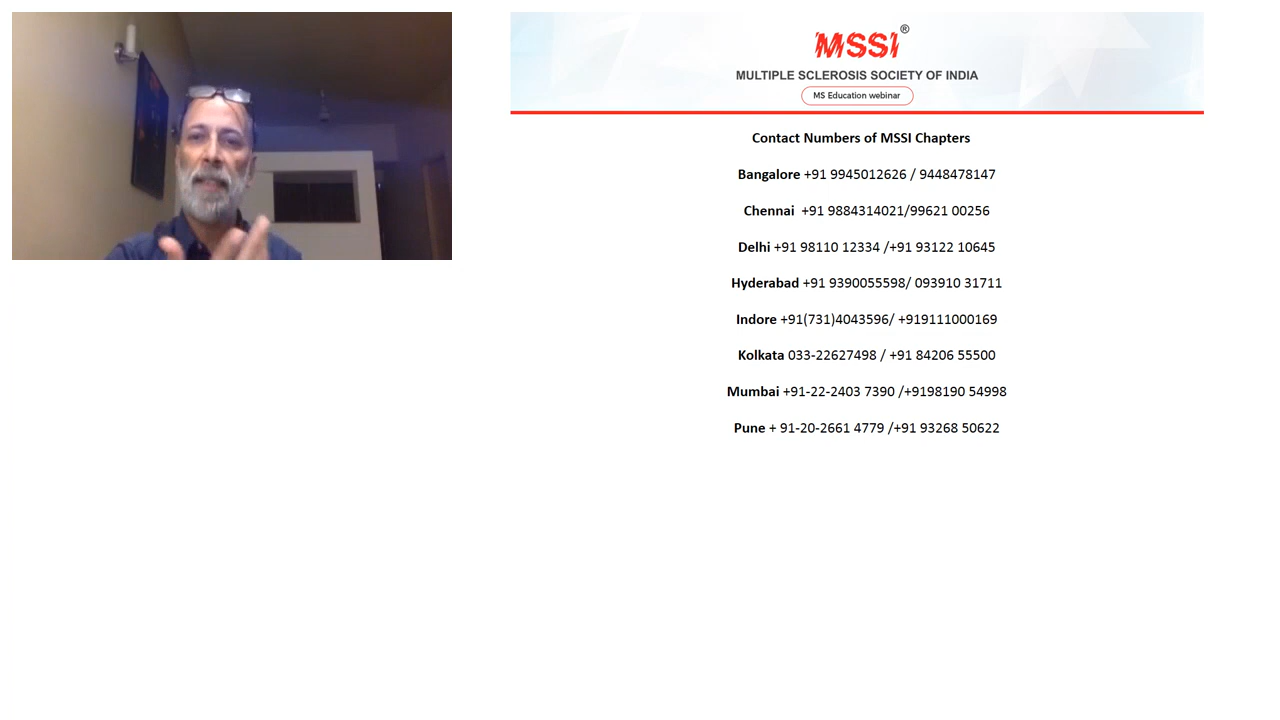 MSSI®
MULTIPLE SCLEROSIS SOCIETY OF INDIA
MS Education webinar
Contact Numbers of MSSI Chapters
Bangalore +91 9945012626 / 9448478147
Chennai  +91 9884314021/99621 00256
Delhi +91 98110 12334 /+91 93122 10645
Hyderabad +91 9390055598/ 093910 31711
Indore +91(731)4043596/ +919111000169
Kolkata 033-22627498 / +91 84206 55500
Mumbai +91-22-2403 7390 /+9198190 54998
Pune + 91-20-2661 4779 /+91 93268 50622